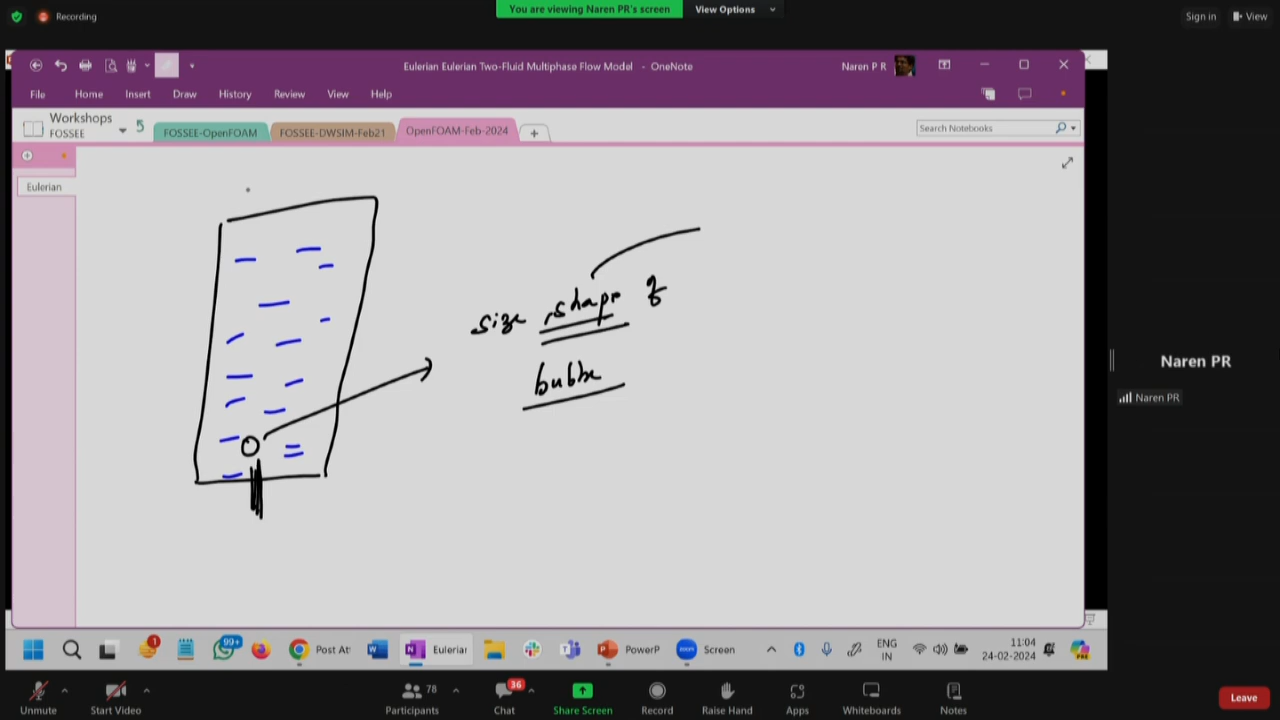 Recording
You are viewing Naren PR's screen
View Options
Sign in
View
Eulerian Eulerian Two-Fluid Multiphase Flow Model - OneNote
Naren P R
File Home Insert Draw History Review View Help
Workshops
FOSSEE
FOSSEE-OpenFOAM
FOSSEE-DWSIM-Feb21
OpenFOAM-Feb-2024
Search Notebooks
Eulerian
size, shape of
bubble
Naren PR
Naren PR
1
99+
Post At
Eulerian
PowerP
Screen
ENG
IN
11:04
24-02-2024
Unmute
Start Video
78
Participants
36
Chat
Share Screen
Record
Raise Hand
Apps
Whiteboards
Notes
Leave